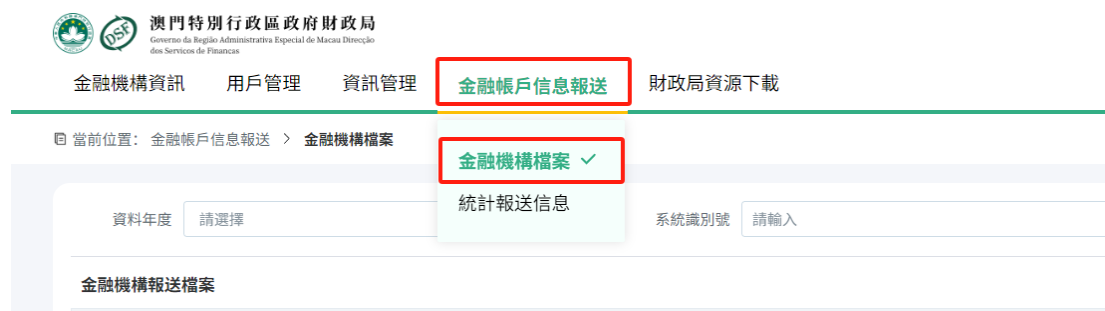 DSF
澳門特別行政區政府財政局
Governo da Região Administrativa Especial de Macau Direcção
dos Servicos de Financas
金融機構資訊 用戶管理 資訊管理 金融帳戶信息報送 財政局資源下載
當前位置： 金融帳戶信息報送 > 金融機構檔案
金融機構檔案
統計報送信息
資料年度 請選擇 系統識別號 請輸入
金融機構報送檔案